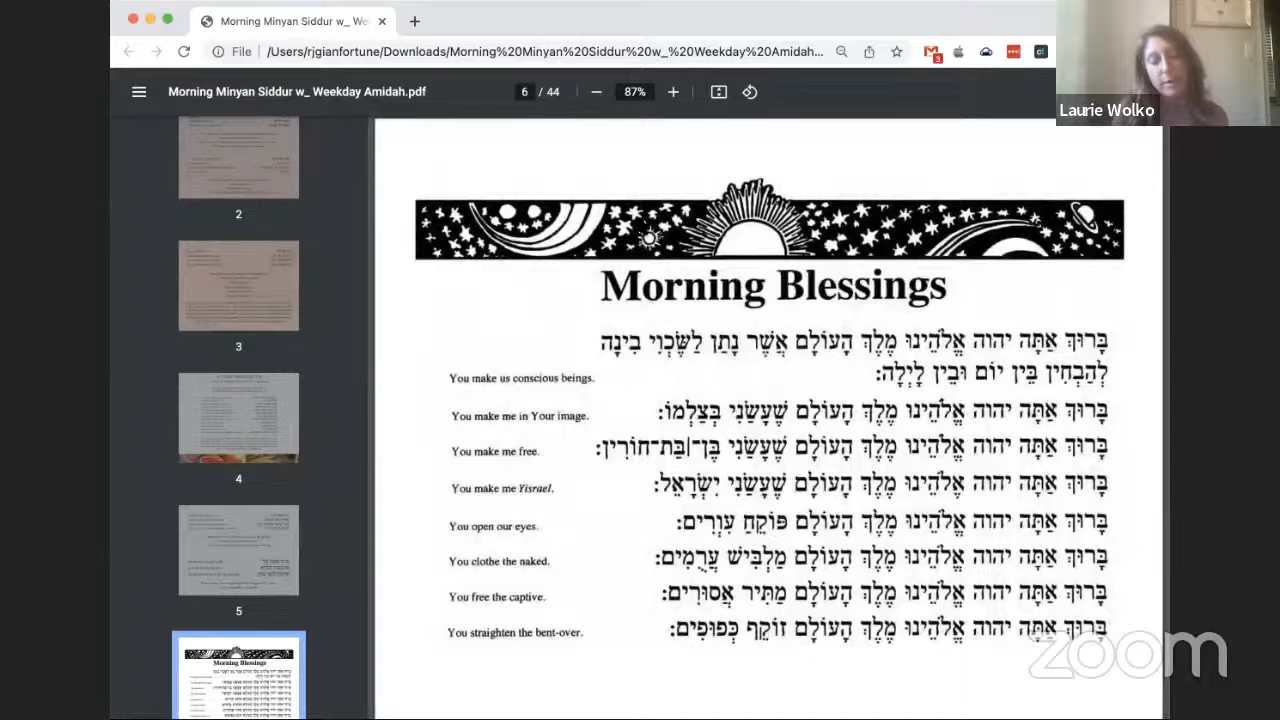 Morning Minyan Siddur w_ We
File
/Users/rjgianfortune/Downloads/Morning%20Minyan%20Siddur%20w_%20Weekday%20Amidah...
3
Morning Minyan Siddur w_ Weekday Amidah.pdf
6 / 44
87%
Laurie Wolko
2
3
4
5
Morning Blessings
Morning Blessings
בָּרוּךְ אַתָּה יהוה אֱלֹהֵינוּ מֶלֶךְ הָעוֹלָם אֲשֶׁר נָתַן לַשֶּׂכְוִי בִינָה
לְהַבְחִין בֵּין יוֹם וּבֵין לָיְלָה:
You make us conscious beings.
בָּרוּךְ אַתָּה יהוה אֱלֹהֵינוּ מֶלֶךְ הָעוֹלָם שֶׁעָשַׂנִי בְּצַלְמוֹ:
You make me in Your image.
בָּרוּךְ אַתָּה יהוה אֱלֹהֵינוּ מֶלֶךְ הָעוֹלָם שֶׁעָשַׂנִי בֶּן־|בַּת־חוֹרִין:
You make me free.
בָּרוּךְ אַתָּה יהוה אֱלֹהֵינוּ מֶלֶךְ הָעוֹלָם שֶׁעָשַׂנִי יִשְׂרָאֵל:
You make me Yisrael.
בָּרוּךְ אַתָּה יהוה אֱלֹהֵינוּ מֶלֶךְ הָעוֹלָם פּוֹקֵחַ עִוְרִים:
You open our eyes.
בָּרוּךְ אַתָּה יהוה אֱלֹהֵינוּ מֶלֶךְ הָעוֹלָם מַלְבִּישׁ עֲרֻמִּים:
You clothe the naked.
בָּרוּךְ אַתָּה יהוה אֱלֹהֵינוּ מֶלֶךְ הָעוֹלָם מַתִּיר אֲסוּרִים:
You free the captive.
בָּרוּךְ אַתָּה יהוה אֱלֹהֵינוּ מֶלֶךְ הָעוֹלָם זוֹקֵף כְּפוּפִים:
You straighten the bent-over.
zoom